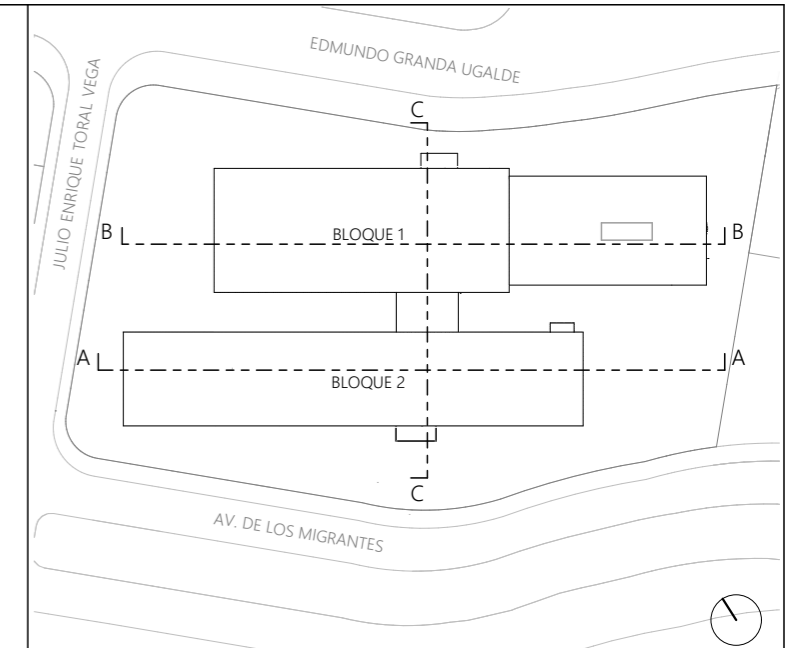 EDMUNDO GRANDA UGALDE
JULIO ENRIQUE TORAL VEGA
C
B
BLOQUE 1
B
A
BLOQUE 2
A
C
AV. DE LOS MIGRANTES